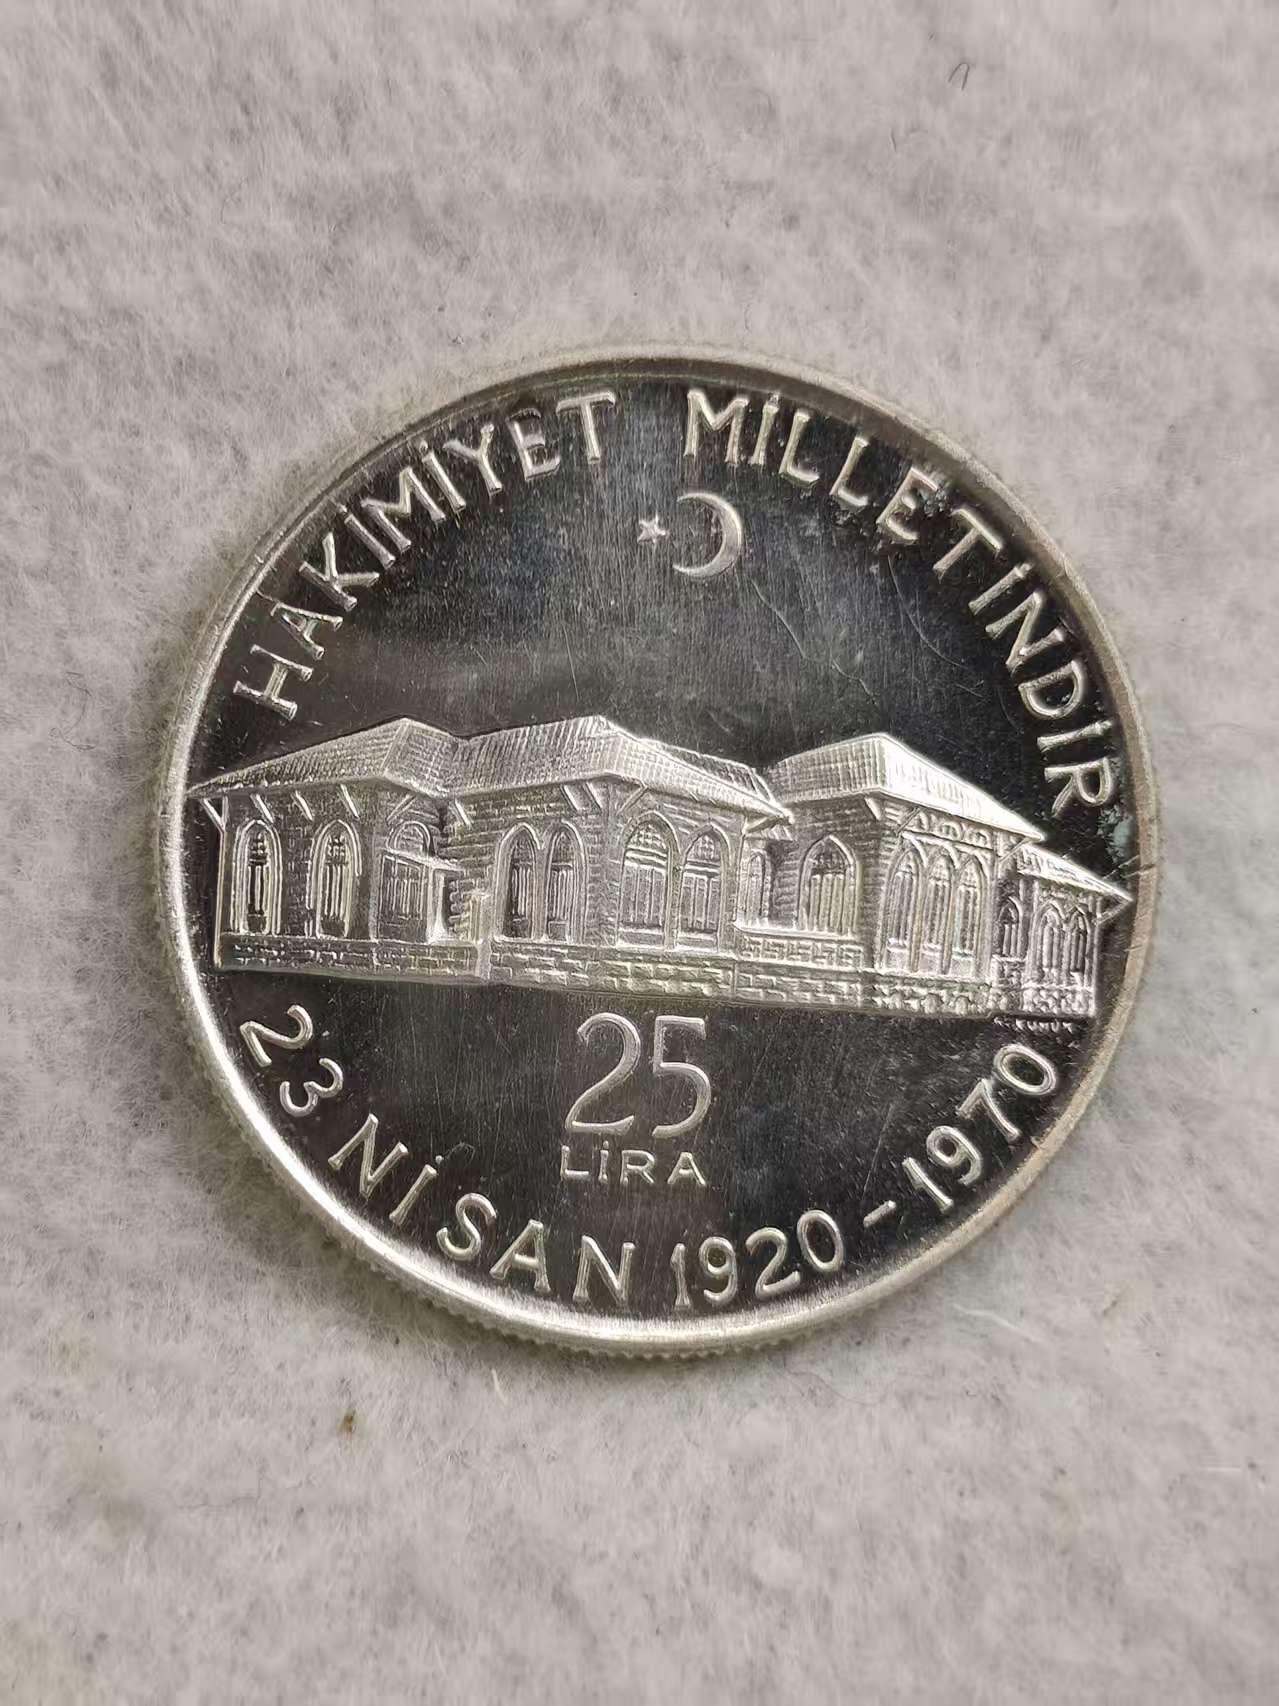 HAKİMİYET MİLLETİNDİR
25
LİRA
23 NİSAN 1920-1970